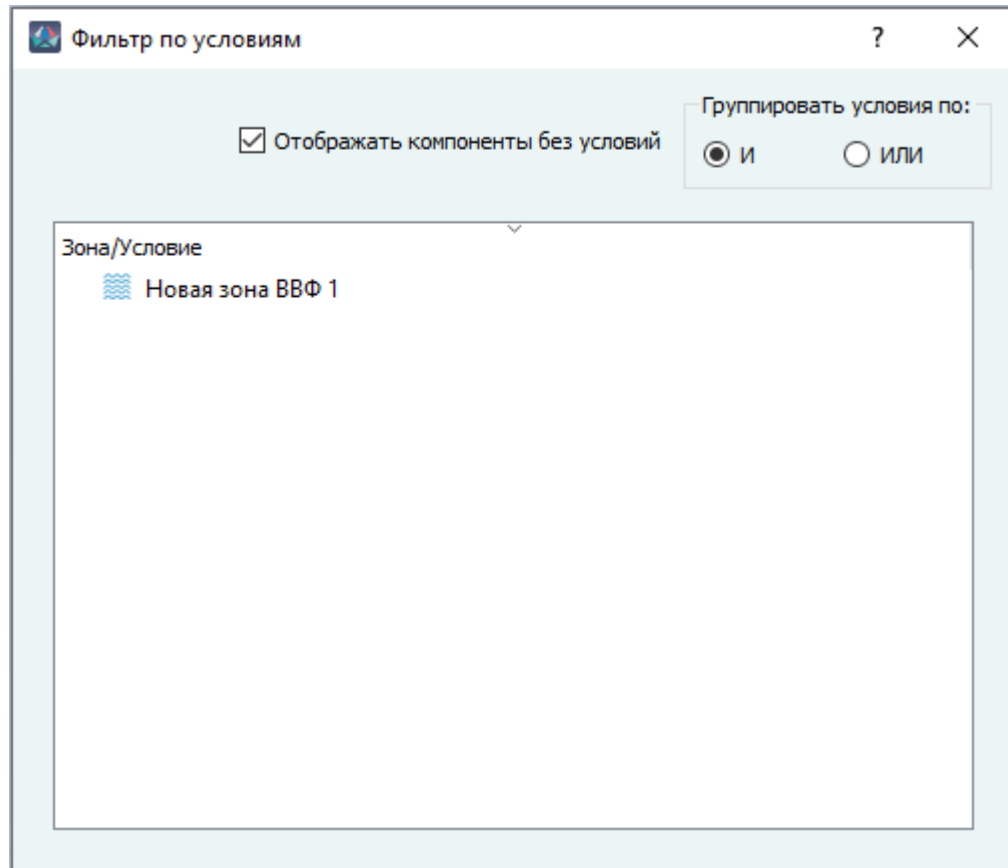 Фильтр по условиям
?
Группировать условия по:
Отображать компоненты без условий
И
ИЛИ
Зона/Условие
Новая зона ВВФ 1